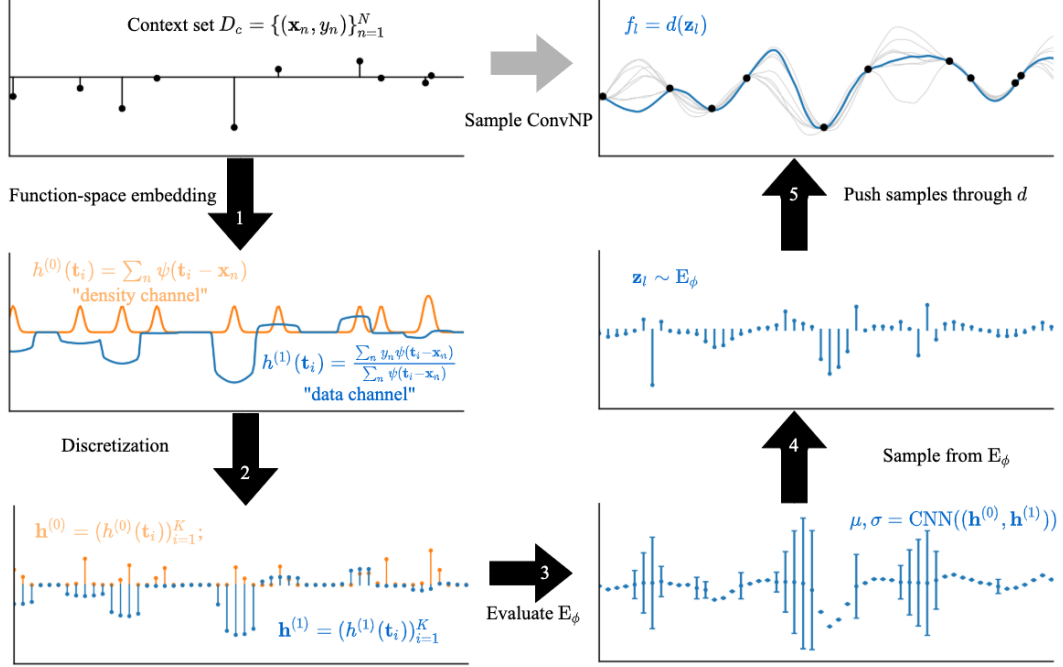 Context set $D_c = \{(\mathbf{x}_n, y_n)\}_{n=1}^{N}$
Sample ConvNP
$f_l = d(\mathbf{z}_l)$
Function-space embedding
1
$h^{(0)}(\mathbf{t}_i) = \sum_n \psi(\mathbf{t}_i - \mathbf{x}_n)$
"density channel"
$h^{(1)}(\mathbf{t}_i) = \frac{\sum_n y_n \psi(\mathbf{t}_i - \mathbf{x}_n)}{\sum_n \psi(\mathbf{t}_i - \mathbf{x}_n)}$
"data channel"
Discretization
2
$\mathbf{h}^{(0)} = (h^{(0)}(\mathbf{t}_i))_{i=1}^{K};$
$\mathbf{h}^{(1)} = (h^{(1)}(\mathbf{t}_i))_{i=1}^{K}$
3
Evaluate $\mathrm{E}_\phi$
$\mu, \sigma = \mathrm{CNN}((\mathbf{h}^{(0)}, \mathbf{h}^{(1)}))$
4
Sample from $\mathrm{E}_\phi$
$\mathbf{z}_l \sim \mathrm{E}_\phi$
5
Push samples through $d$